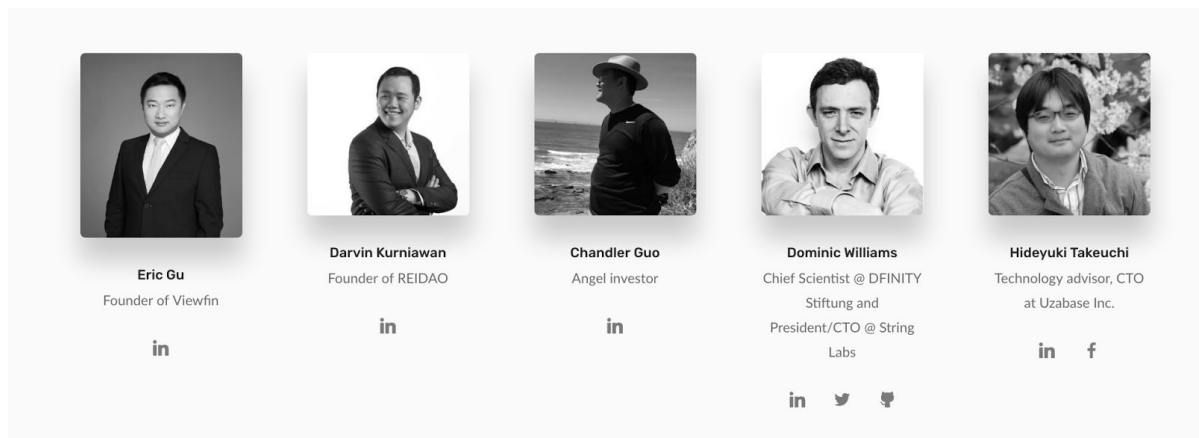 Eric Gu
Founder of Viewfin
Darvin Kurniawan
Founder of REIDAO
Chandler Guo
Angel investor
Dominic Williams
Chief Scientist @ DFINITY
Stiftung and
President/CTO @ String
Labs
Hideyuki Takeuchi
Technology advisor, CTO
at Uzabase Inc.